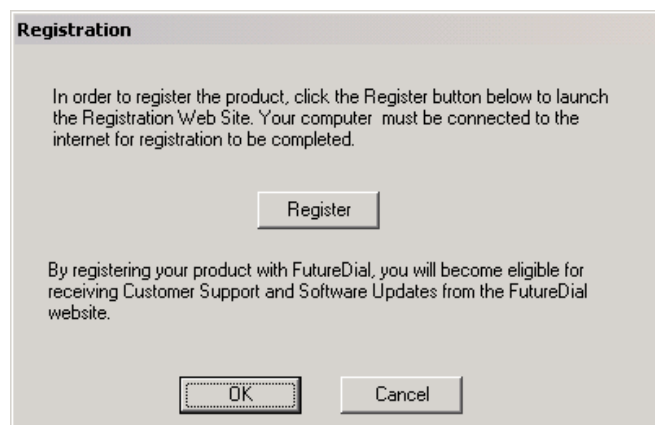 Registration
In order to register the product, click the Register button below to launch
the Registration Web Site. Your computer  must be connected to the
internet for registration to be completed.
Register
By registering your product with FutureDial, you will become eligible for
receiving Customer Support and Software Updates from the FutureDial
website.
OK
Cancel